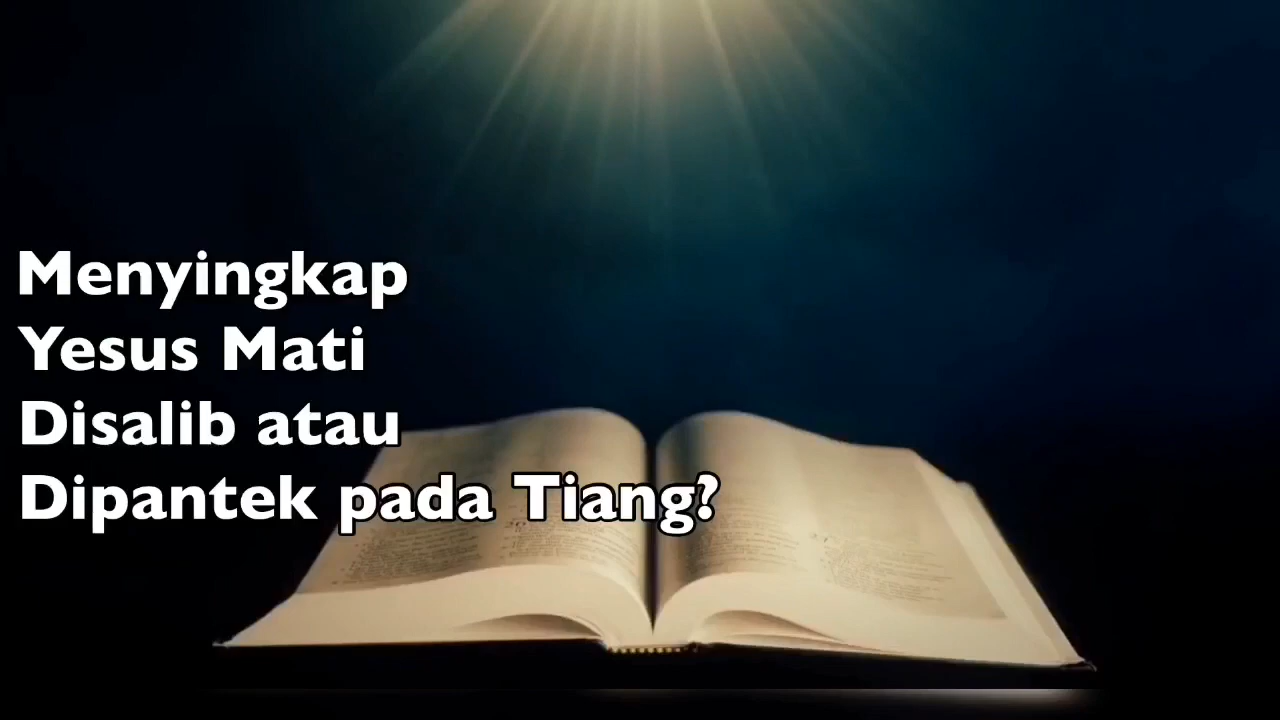 Menyingkap
Yesus Mati
Disalib atau
Dipantek pada Tiang?